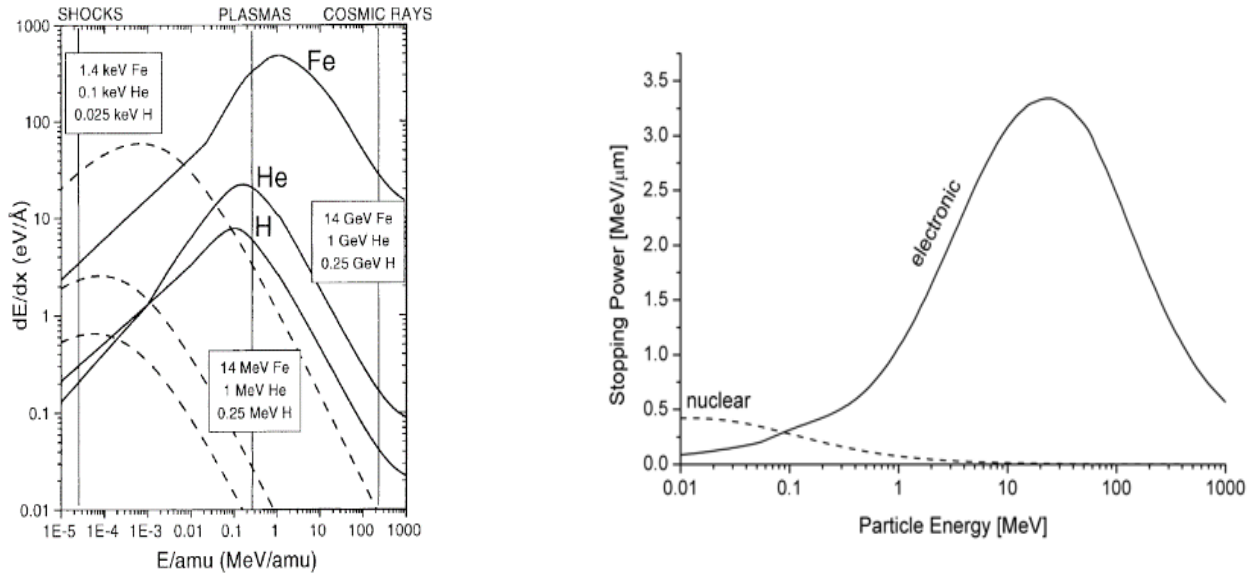 SHOCKS PLASMAS COSMIC RAYS
1000
100
10
1
0.1
0.01
dE/dx (eV/Å)
Fe
He
H
1.4 keV Fe
0.1 keV He
0.025 keV H
14 GeV Fe
1 GeV He
0.25 GeV H
14 MeV Fe
1 MeV He
0.25 MeV H
1E-5 1E-4 1E-3 0.01 0.1 1 10 100 1000
E/amu (MeV/amu)
3.5
3.0
2.5
2.0
1.5
1.0
0.5
0.0
Stopping Power [MeV/μm]
electronic
nuclear
0.01 0.1 1 10 100 1000
Particle Energy [MeV]